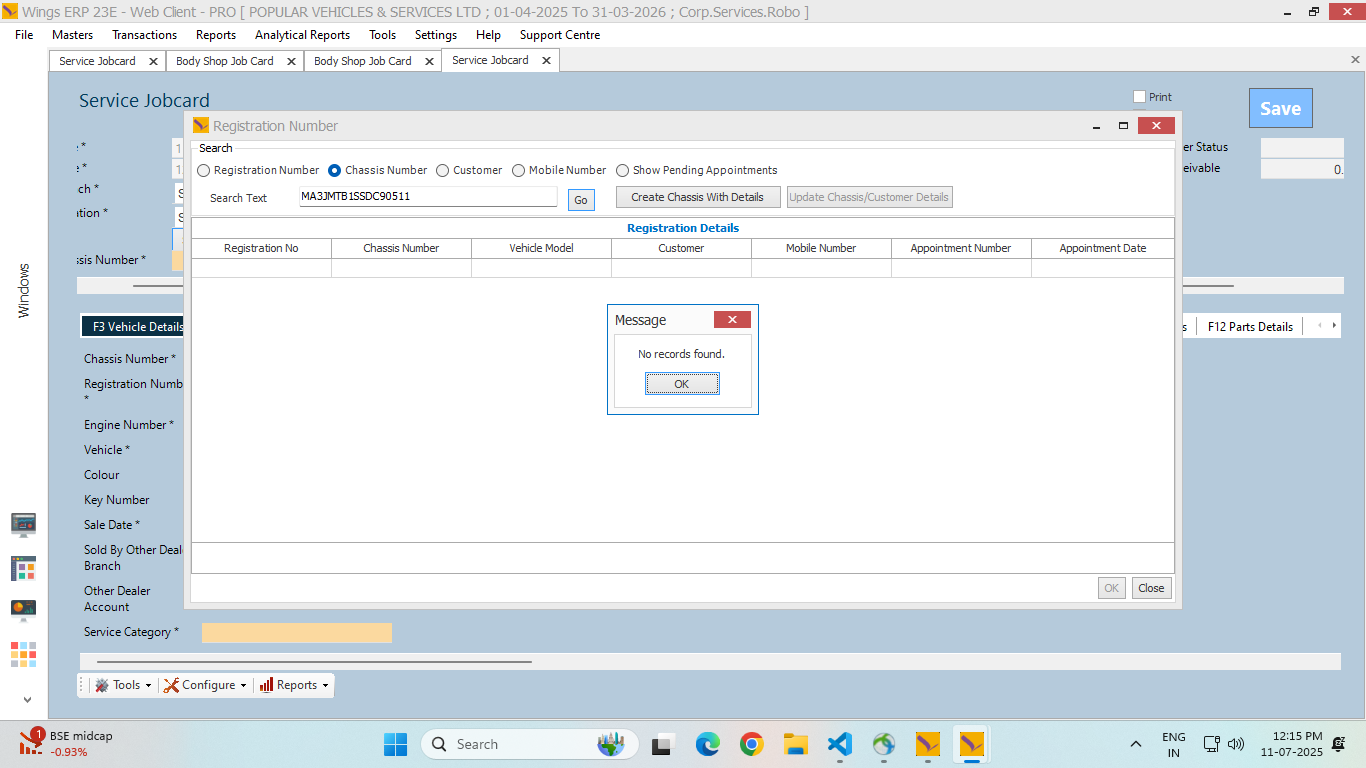 Wings ERP 23E - Web Client - PRO [ POPULAR VEHICLES & SERVICES LTD ; 01-04-2025 To 31-03-2026 ; Corp.Services.Robo ]
File Masters Transactions Reports Analytical Reports Tools Settings Help Support Centre
Service Jobcard Body Shop Job Card Body Shop Job Card Service Jobcard
Service Jobcard
Print
Save
Registration Number
Search
Registration Number Chassis Number Customer Mobile Number Show Pending Appointments
Search Text MA3JMTB1SSDC90511 Go Create Chassis With Details Update Chassis/Customer Details
Registration Details
Registration No Chassis Number Vehicle Model Customer Mobile Number Appointment Number Appointment Date
Message
No records found.
OK
OK Close
er Status
eivable 0.
ch *
tion *
ssis Number *
Windows
F3 Vehicle Details
s F12 Parts Details
Chassis Number *
Registration Numb
*
Engine Number *
Vehicle *
Colour
Key Number
Sale Date *
Sold By Other Deal
Branch
Other Dealer
Account
Service Category *
Tools Configure Reports
1
BSE midcap
-0.93%
Search
ENG
IN
12:15 PM
11-07-2025